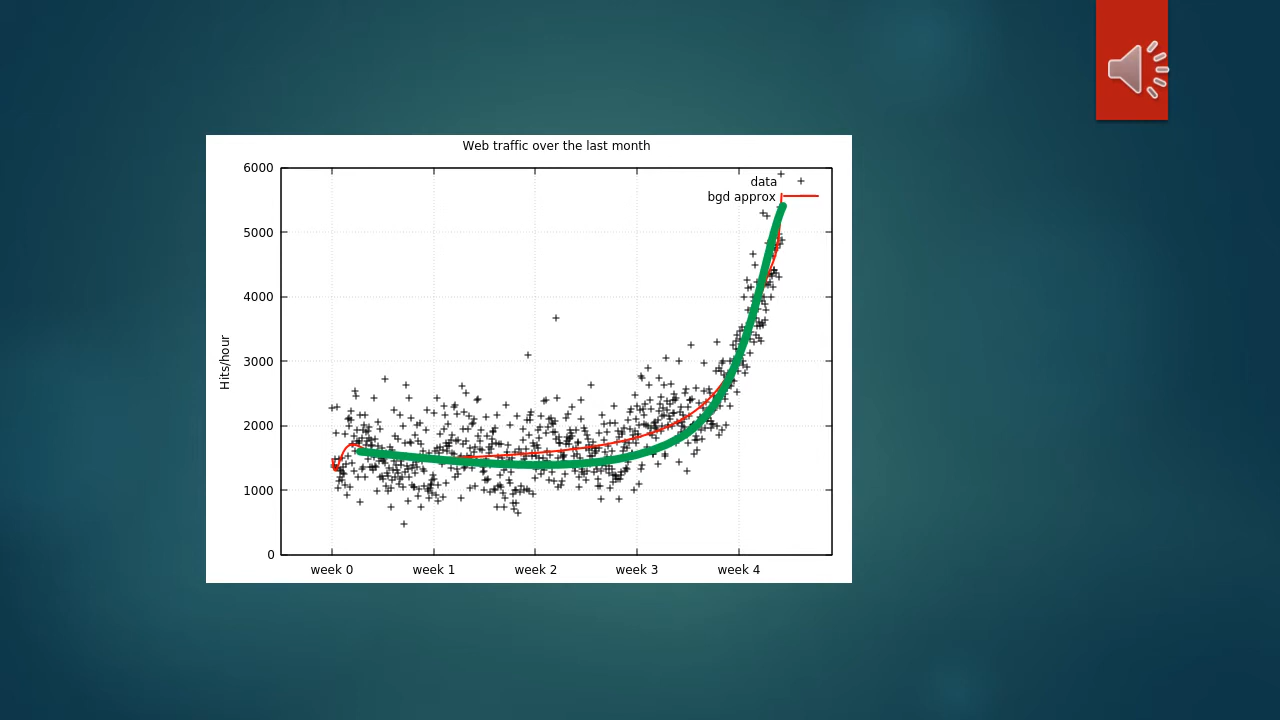 Web traffic over the last month
6000
data
bgd approx
5000
4000
3000
2000
1000
0
Hits/hour
week 0 week 1 week 2 week 3 week 4